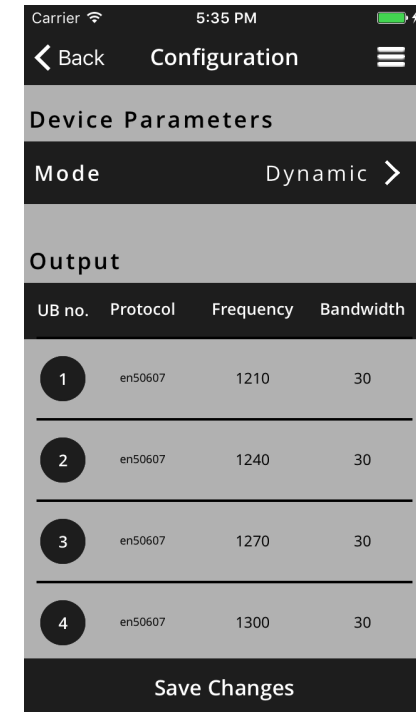 Carrier 5:35 PM
Back Configuration
Device Parameters
Mode Dynamic
Output
UB no. Protocol Frequency Bandwidth
1 en50607 1210 30
2 en50607 1240 30
3 en50607 1270 30
4 en50607 1300 30
Save Changes